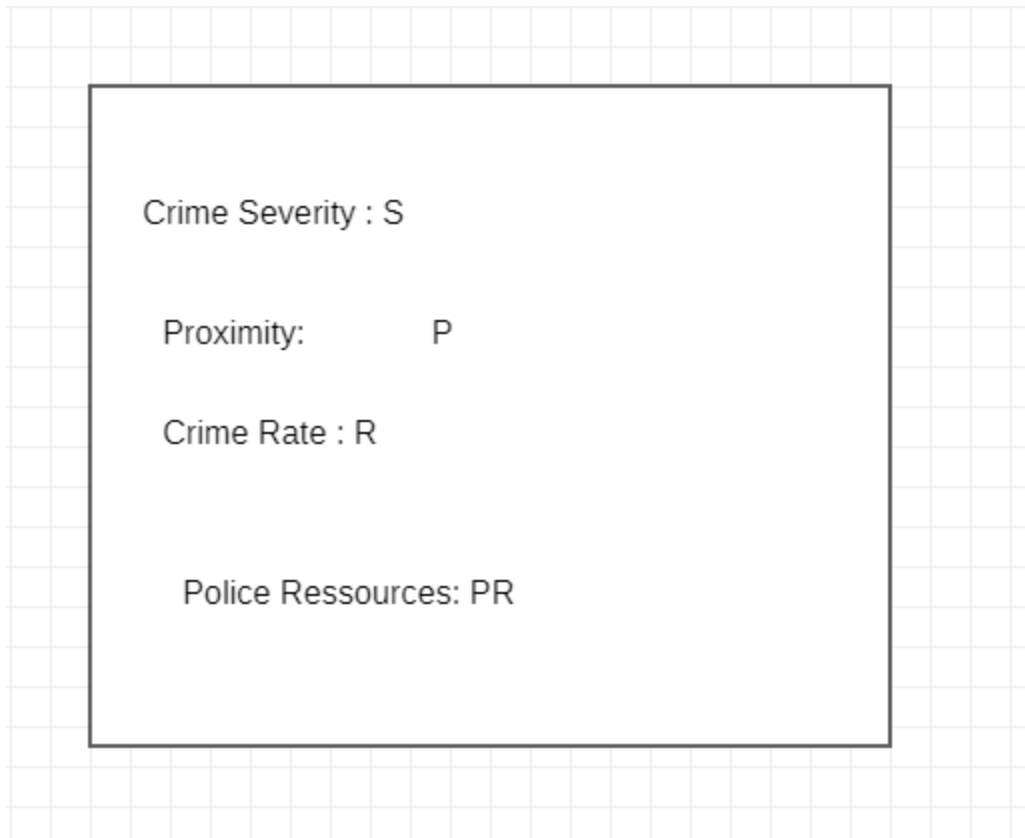 Crime Severity : S
Proximity: P
Crime Rate : R
Police Ressources: PR